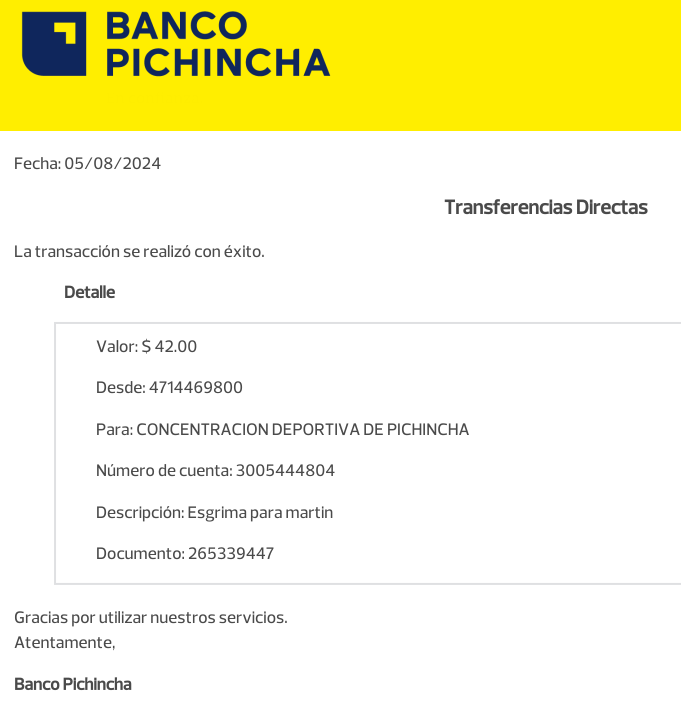 BANCO
PICHINCHA
Fecha: 05/08/2024
Transferencias Directas
La transacción se realizó con éxito.
Detalle
Valor: $ 42.00
Desde: 4714469800
Para: CONCENTRACION DEPORTIVA DE PICHINCHA
Número de cuenta: 3005444804
Descripción: Esgrima para martin
Documento: 265339447
Gracias por utilizar nuestros servicios.
Atentamente,
Banco Pichincha